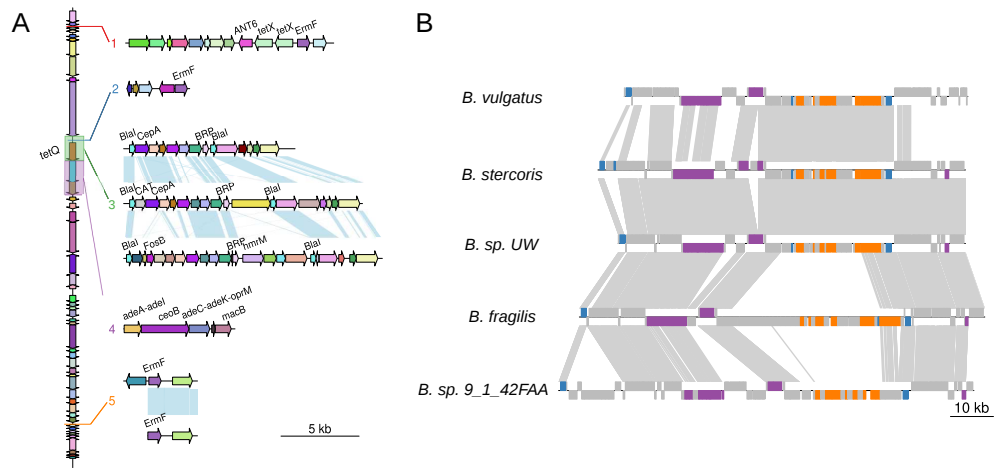 A
B
1
ANT6
tetX
tetX
ErmF
2
ErmF
tetQ
BlaI
CepA
BRP
BlaI
3
BlaI
CAT
CepA
BRP
BlaI
BlaI
FosB
BRP
nmrM
BlaI
4
adeA-adeI
ceoB
adeC-adeK-oprM
macB
ErmF
5
ErmF
5 kb
B. vulgatus
B. stercoris
B. sp. UW
B. fragilis
B. sp. 9_1_42FAA
10 kb